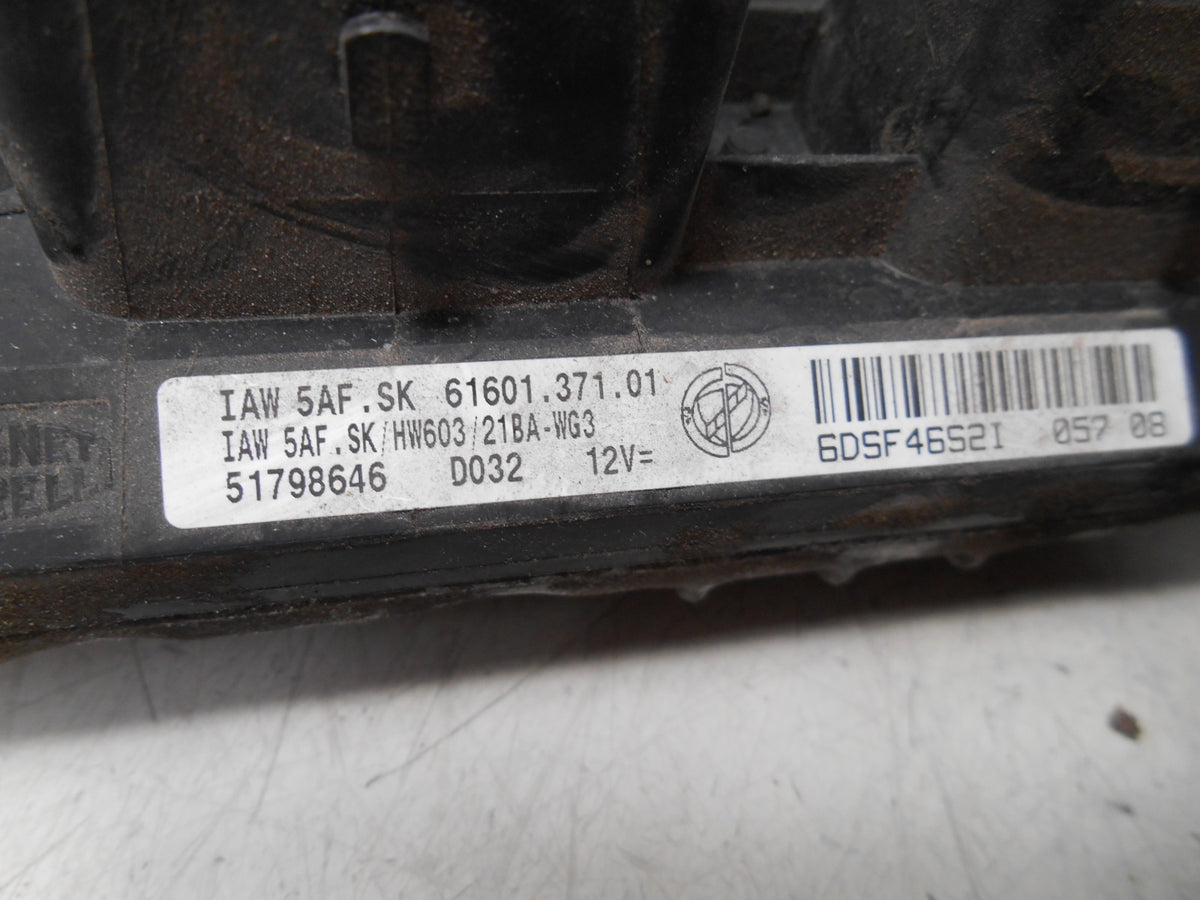 IAW 5AF.SK 61601.371.01
IAW 5AF.SK/HW603/21BA-WG3
51798646 D032 12V=
6DSF46S2I 057 08